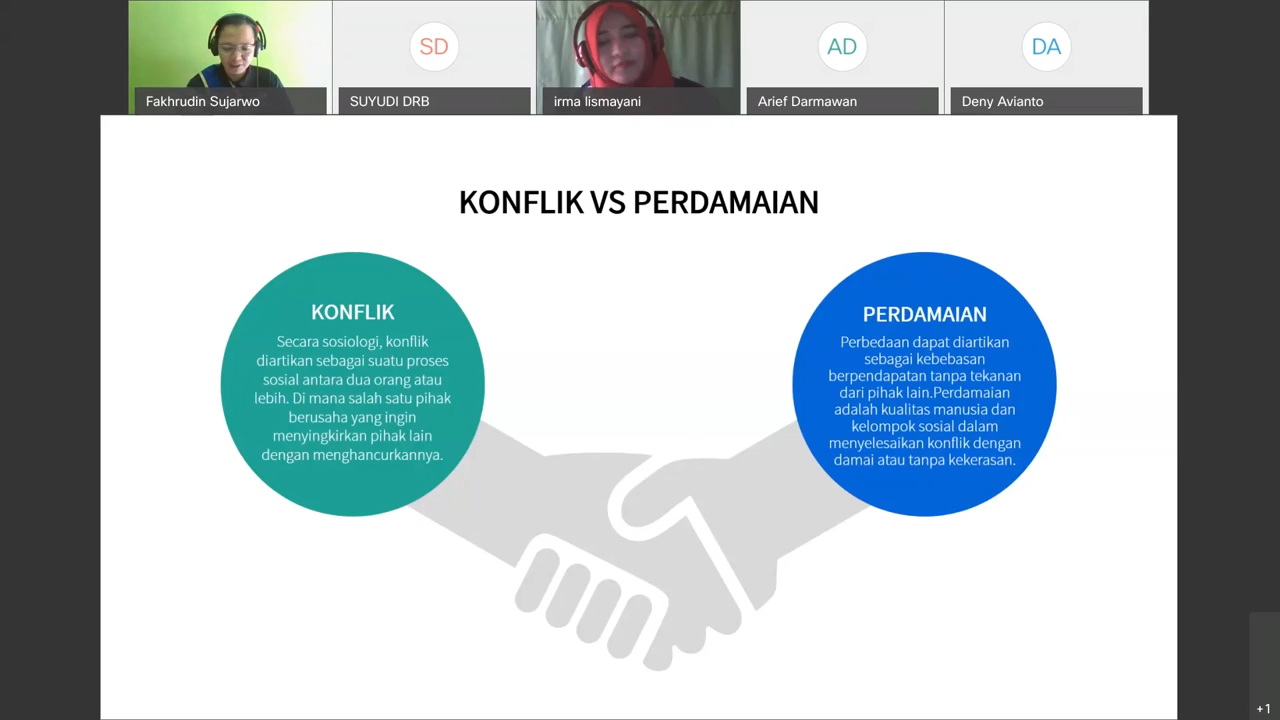 SD
AD
DA
Fakhrudin Sujarwo
SUYUDI DRB
irma lismayani
Arief Darmawan
Deny Avianto
KONFLIK VS PERDAMAIAN
KONFLIK
Secara sosiologi, konflik
diartikan sebagai suatu proses
sosial antara dua orang atau
lebih. Di mana salah satu pihak
berusaha yang ingin
menyingkirkan pihak lain
dengan menghancurkannya.
PERDAMAIAN
Perbedaan dapat diartikan
sebagai kebebasan
berpendapatan tanpa tekanan
dari pihak lain.Perdamaian
adalah kualitas manusia dan
kelompok sosial dalam
menyelesaikan konflik dengan
damai atau tanpa kekerasan.
+1